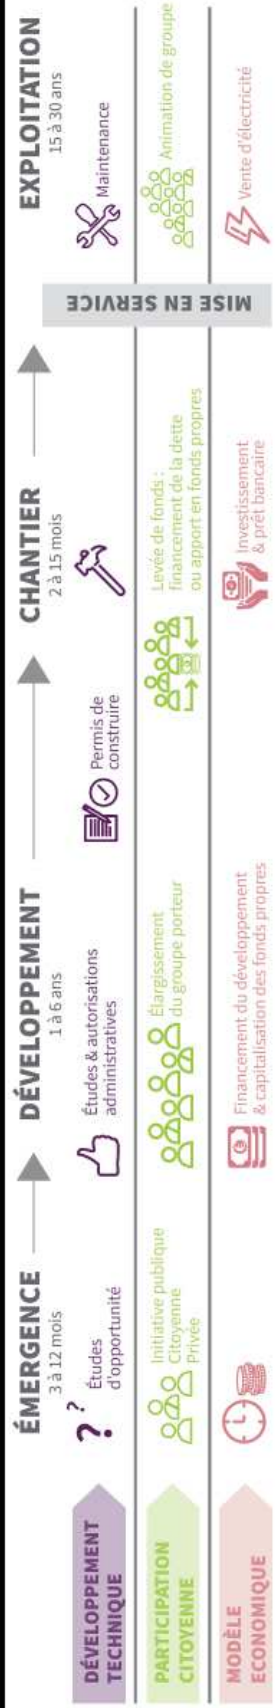 ÉMERGENCE
3 à 12 mois
DÉVELOPPEMENT
1 à 6 ans
CHANTIER
2 à 15 mois
EXPLOITATION
15 à 30 ans
DÉVELOPPEMENT
TECHNIQUE
? ?
Études
d'opportunité
Études & autorisations
administratives
Permis de
construire
Maintenance
MISE EN SERVICE
PARTICIPATION
CITOYENNE
Initiative publique
Citoyenne
Privée
Élargissement
du groupe porteur
Levée de fonds :
financement de la dette
ou apport en fonds propres
Animation de groupe
MODÈLE
ECONOMIQUE
Financement du développement
& capitalisation des fonds propres
Investissement
& prêt bancaire
Vente d'électricité